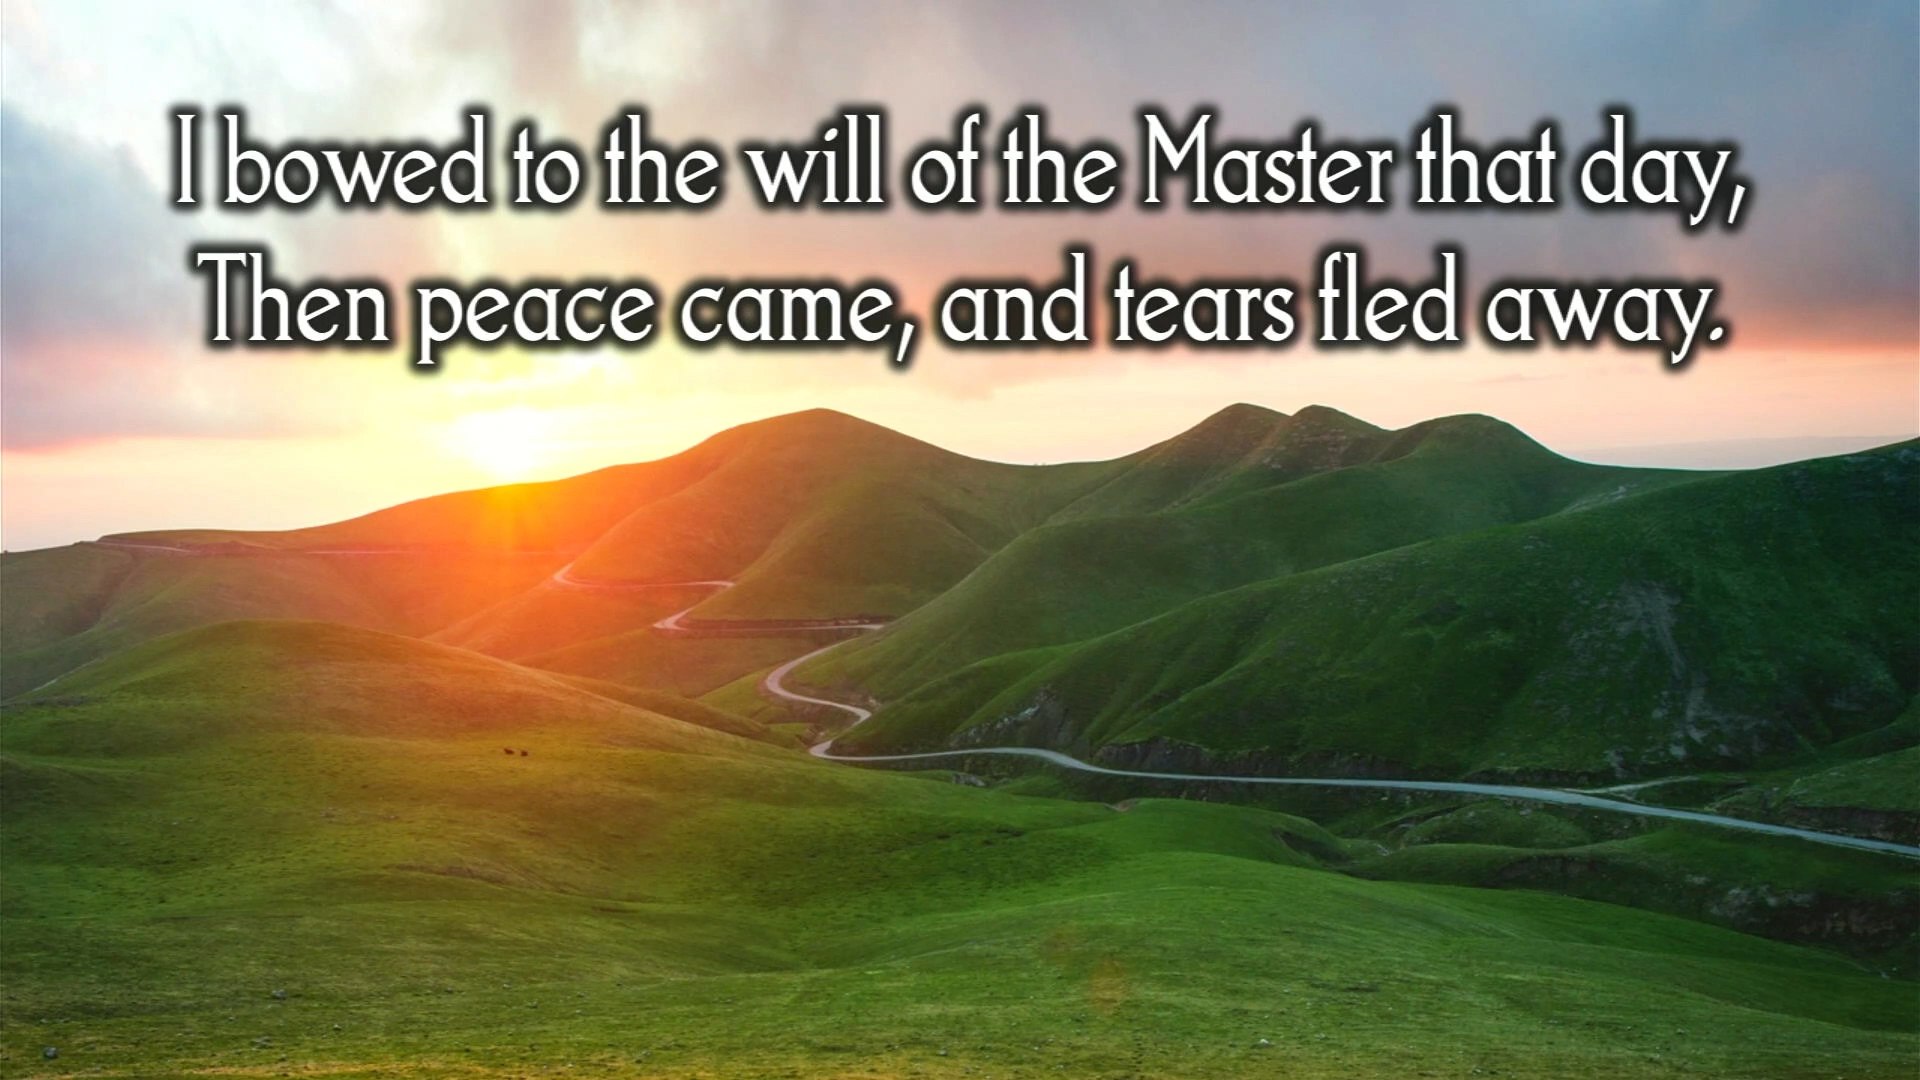 I bowed to the will of the Master that day,
Then peace came, and tears fled away.